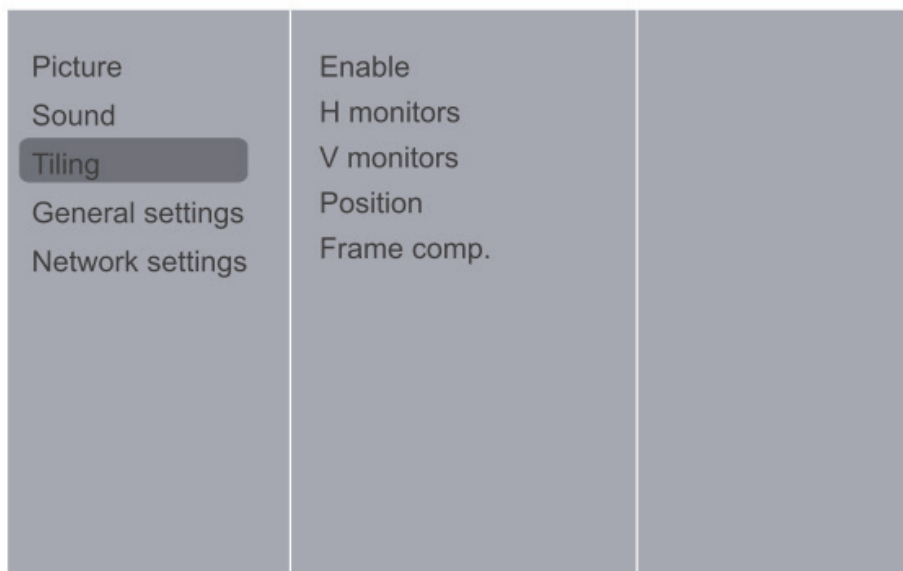 Picture
Sound
Tiling
General settings
Network settings
Enable
H monitors
V monitors
Position
Frame comp.